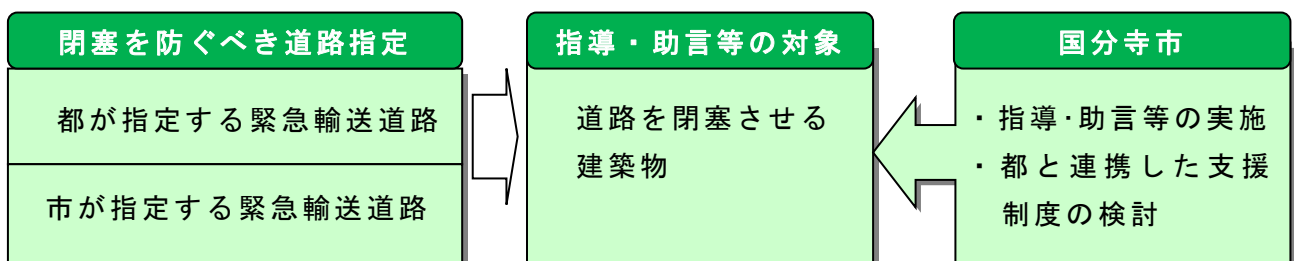 閉塞を防ぐべき道路指定
都が指定する緊急輸送道路
市が指定する緊急輸送道路
指導・助言等の対象
道路を閉塞させる
建築物
国分寺市
・指導・助言等の実施
・都と連携した支援
制度の検討